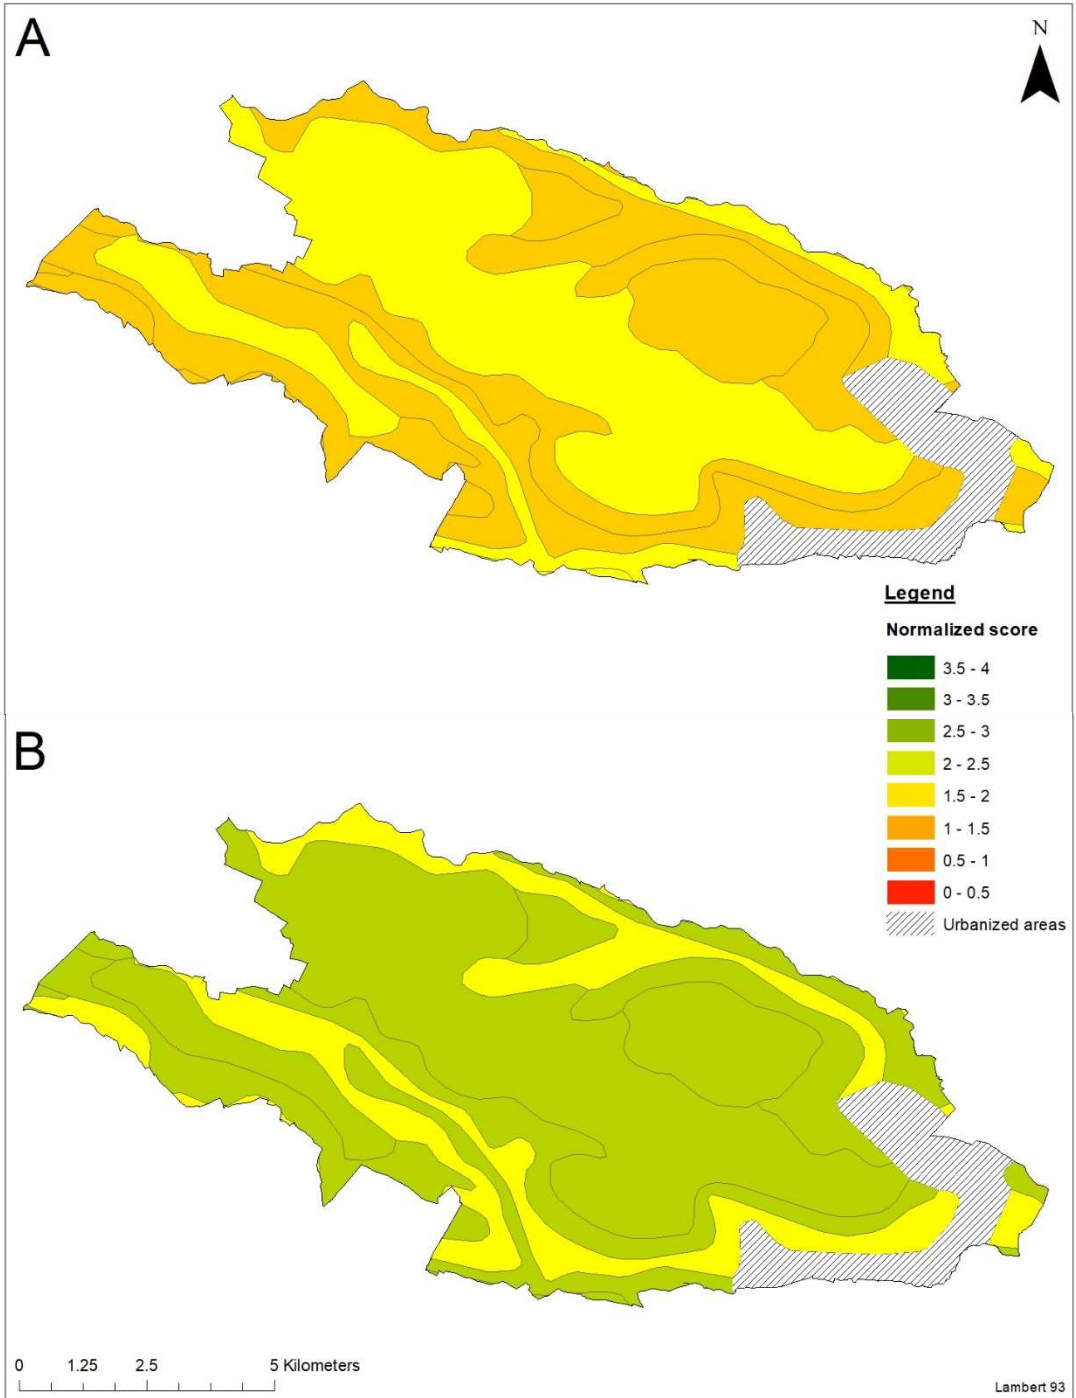 A
N
Legend
Normalized score
3.5 - 4
3 - 3.5
2.5 - 3
2 - 2.5
1.5 - 2
1 - 1.5
0.5 - 1
0 - 0.5
Urbanized areas
B
0 1.25 2.5 5 Kilometers
Lambert 93